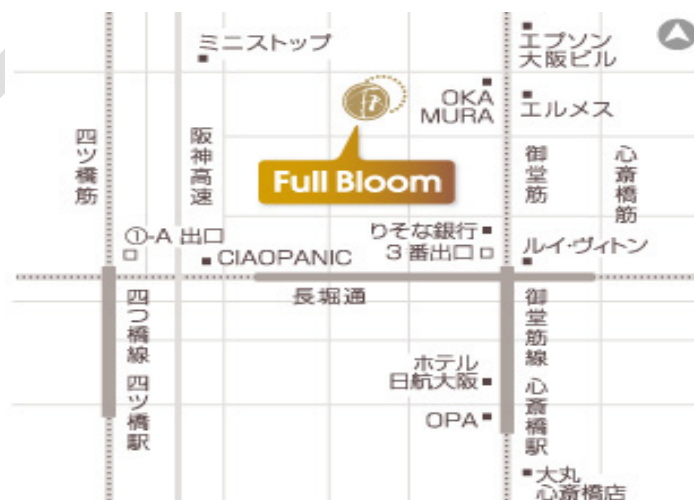 ミニストップ
エプソン
大阪ビル
OKA
MURA
エルメス
四ツ橋筋
阪神高速
御堂筋
心斎橋筋
Full Bloom
①-A 出口
CIAOPANIC
りそな銀行
3番出口
ルイ・ヴィトン
長堀通
四つ橋線 四ツ橋駅
御堂筋線 心斎橋駅
ホテル
日航大阪
OPA
大丸
心斎橋店